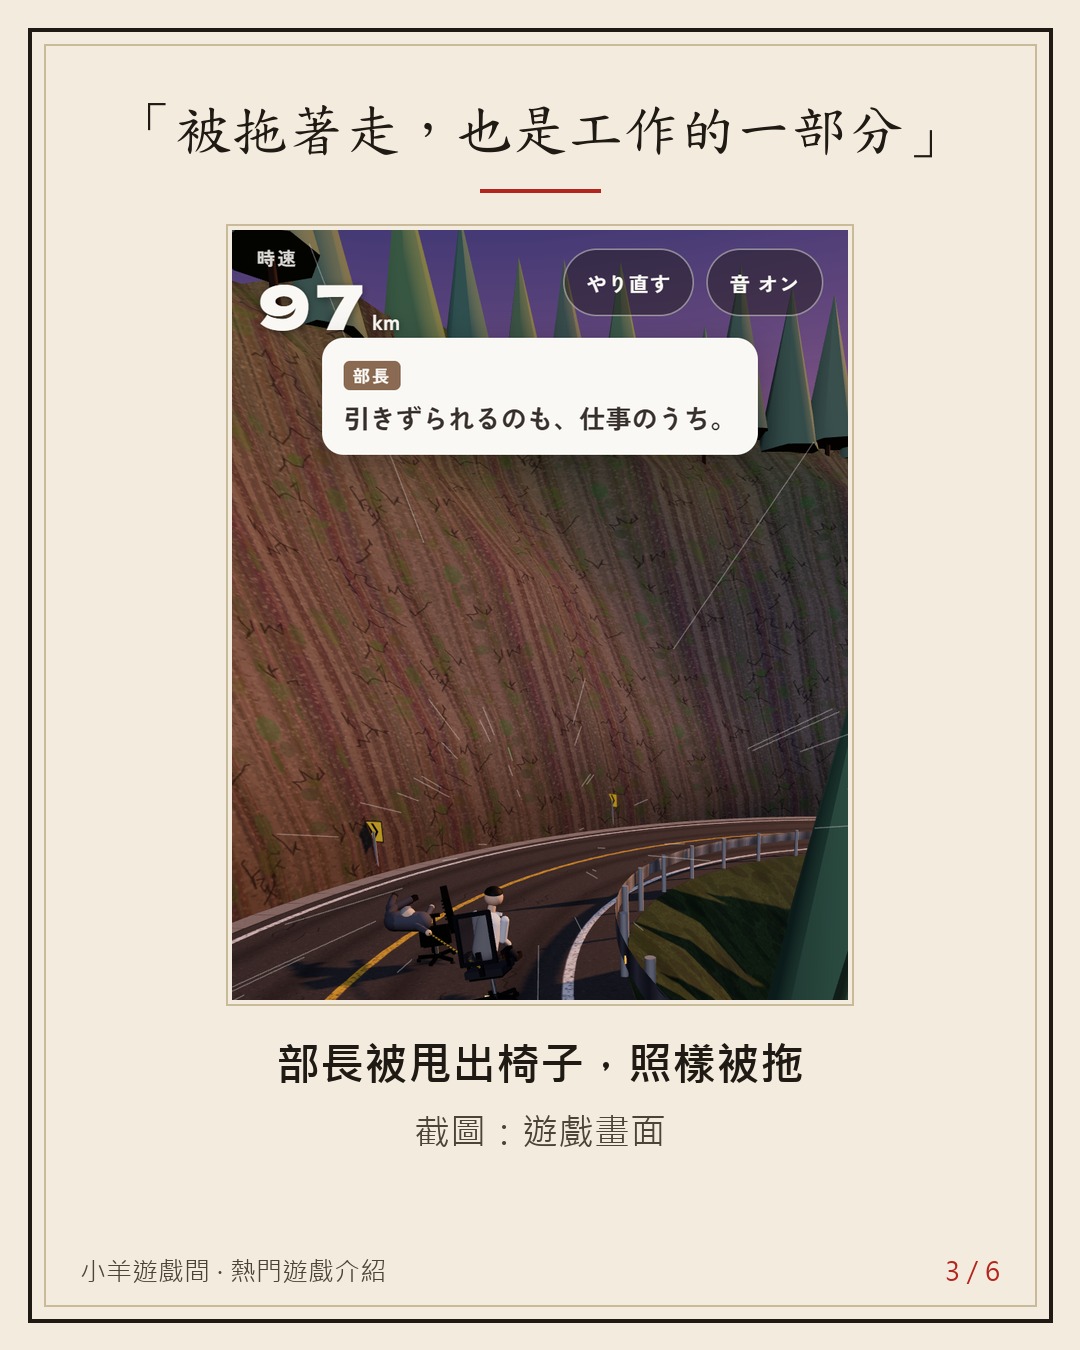 「被拖著走，也是工作的一部分」
時速
97 km
やり直す
音 オン
部長
引きずられるのも、仕事のうち。
部長被甩出椅子，照樣被拖
截圖：遊戲畫面
小羊遊戲間 · 熱門遊戲介紹
3 / 6